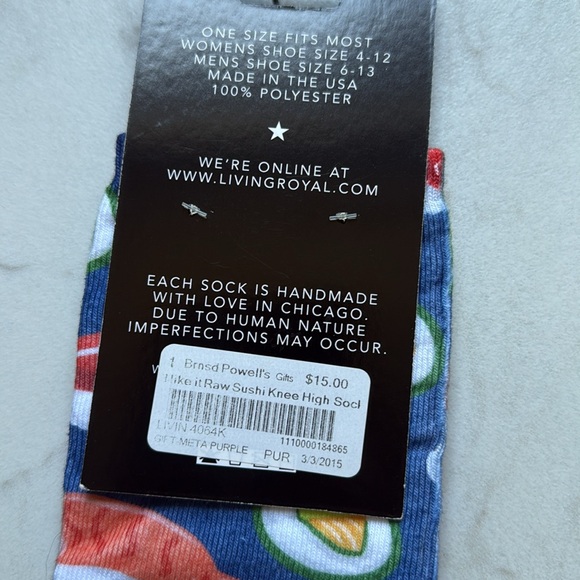 ONE SIZE FITS MOST
WOMENS SHOE SIZE 4-12
MENS SHOE SIZE 6-13
MADE IN THE USA
100% POLYESTER
WE'RE ONLINE AT
WWW.LIVINGROYAL.COM
EACH SOCK IS HANDMADE
WITH LOVE IN CHICAGO.
DUE TO HUMAN NATURE
IMPERFECTIONS MAY OCCUR.
1 Brnsd Powell's Gifts $15.00
I like it Raw Sushi Knee High Socl
LIVIN 4064K 1110000184865
GIFT-META PURPLE PUR 3/3/2015